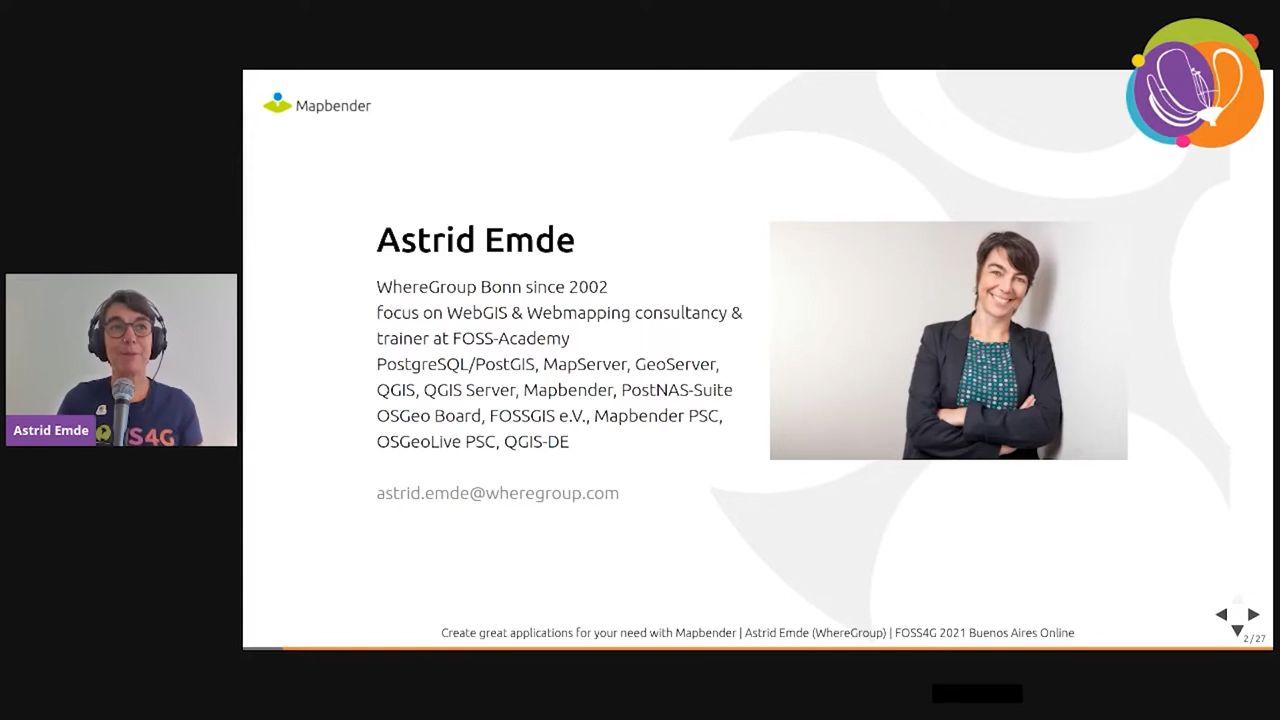 Mapbender
Astrid Emde
WhereGroup Bonn since 2002
focus on WebGIS & Webmapping consultancy &
trainer at FOSS-Academy
PostgreSQL/PostGIS, MapServer, GeoServer,
QGIS, QGIS Server, Mapbender, PostNAS-Suite
OSGeo Board, FOSSGIS e.V., Mapbender PSC,
OSGeoLive PSC, QGIS-DE
astrid.emde@wheregroup.com
Astrid Emde
S4G
Create great applications for your need with Mapbender | Astrid Emde (WhereGroup) | FOSS4G 2021 Buenos Aires Online
2 / 27